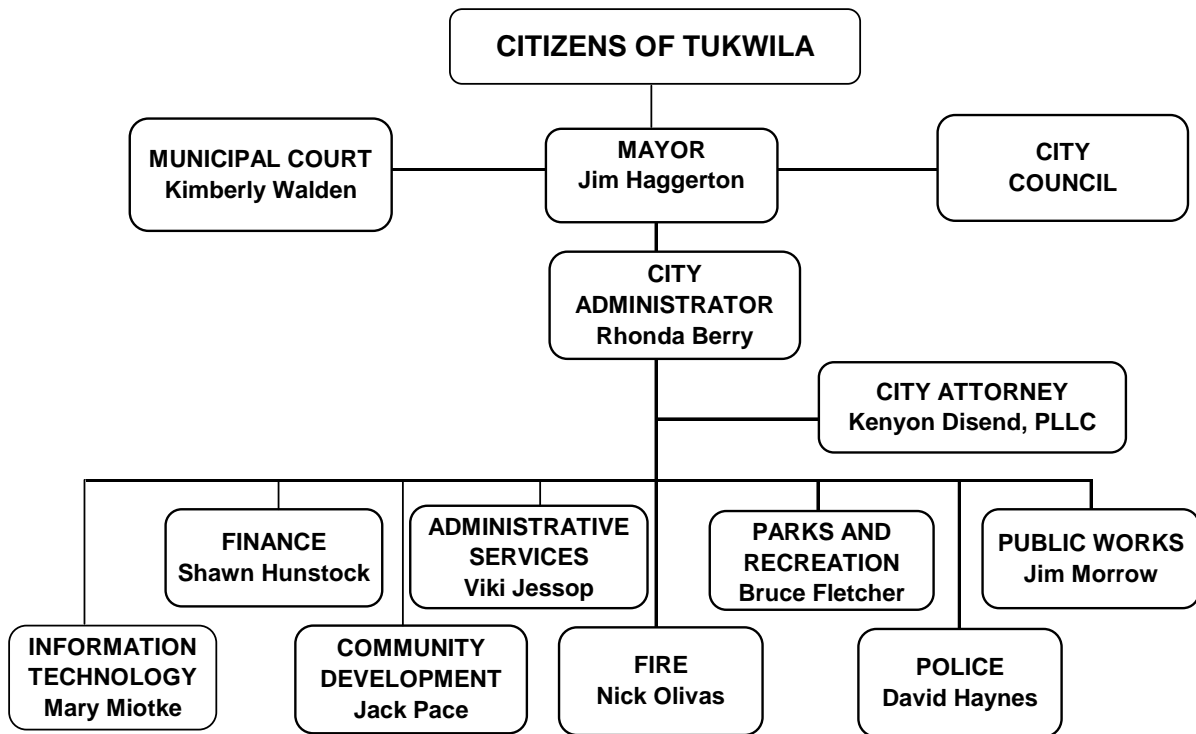 CITIZENS OF TUKWILA
MUNICIPAL COURT
Kimberly Walden
MAYOR
Jim Haggerton
CITY
COUNCIL
CITY
ADMINISTRATOR
Rhonda Berry
CITY ATTORNEY
Kenyon Disend, PLLC
FINANCE
Shawn Hunstock
ADMINISTRATIVE
SERVICES
Viki Jessop
PARKS AND
RECREATION
Bruce Fletcher
PUBLIC WORKS
Jim Morrow
INFORMATION
TECHNOLOGY
Mary Miotke
COMMUNITY
DEVELOPMENT
Jack Pace
FIRE
Nick Olivas
POLICE
David Haynes